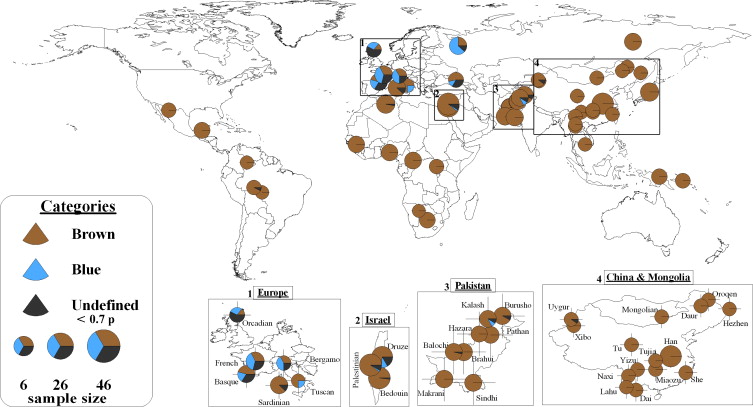 1
2
3
4
Categories
Brown
Blue
Undefined
< 0.7 p
6 26 46
sample size
1 Europe
Orcadian
French
Bergamo
Basque
Tuscan
Sardinian
2 Israel
Druze
Palestinian
Bedouin
3 Pakistan
Kalash Burusho
Hazara Pathan
Balochi
Brahui
Makrani
Sindhi
4 China & Mongolia
Oroqen
Uygur
Mongolian
Daur
Hezhen
Xibo
Han
Tu
Tujia
Yizu
Naxi
Miaozu She
Lahu
Dai